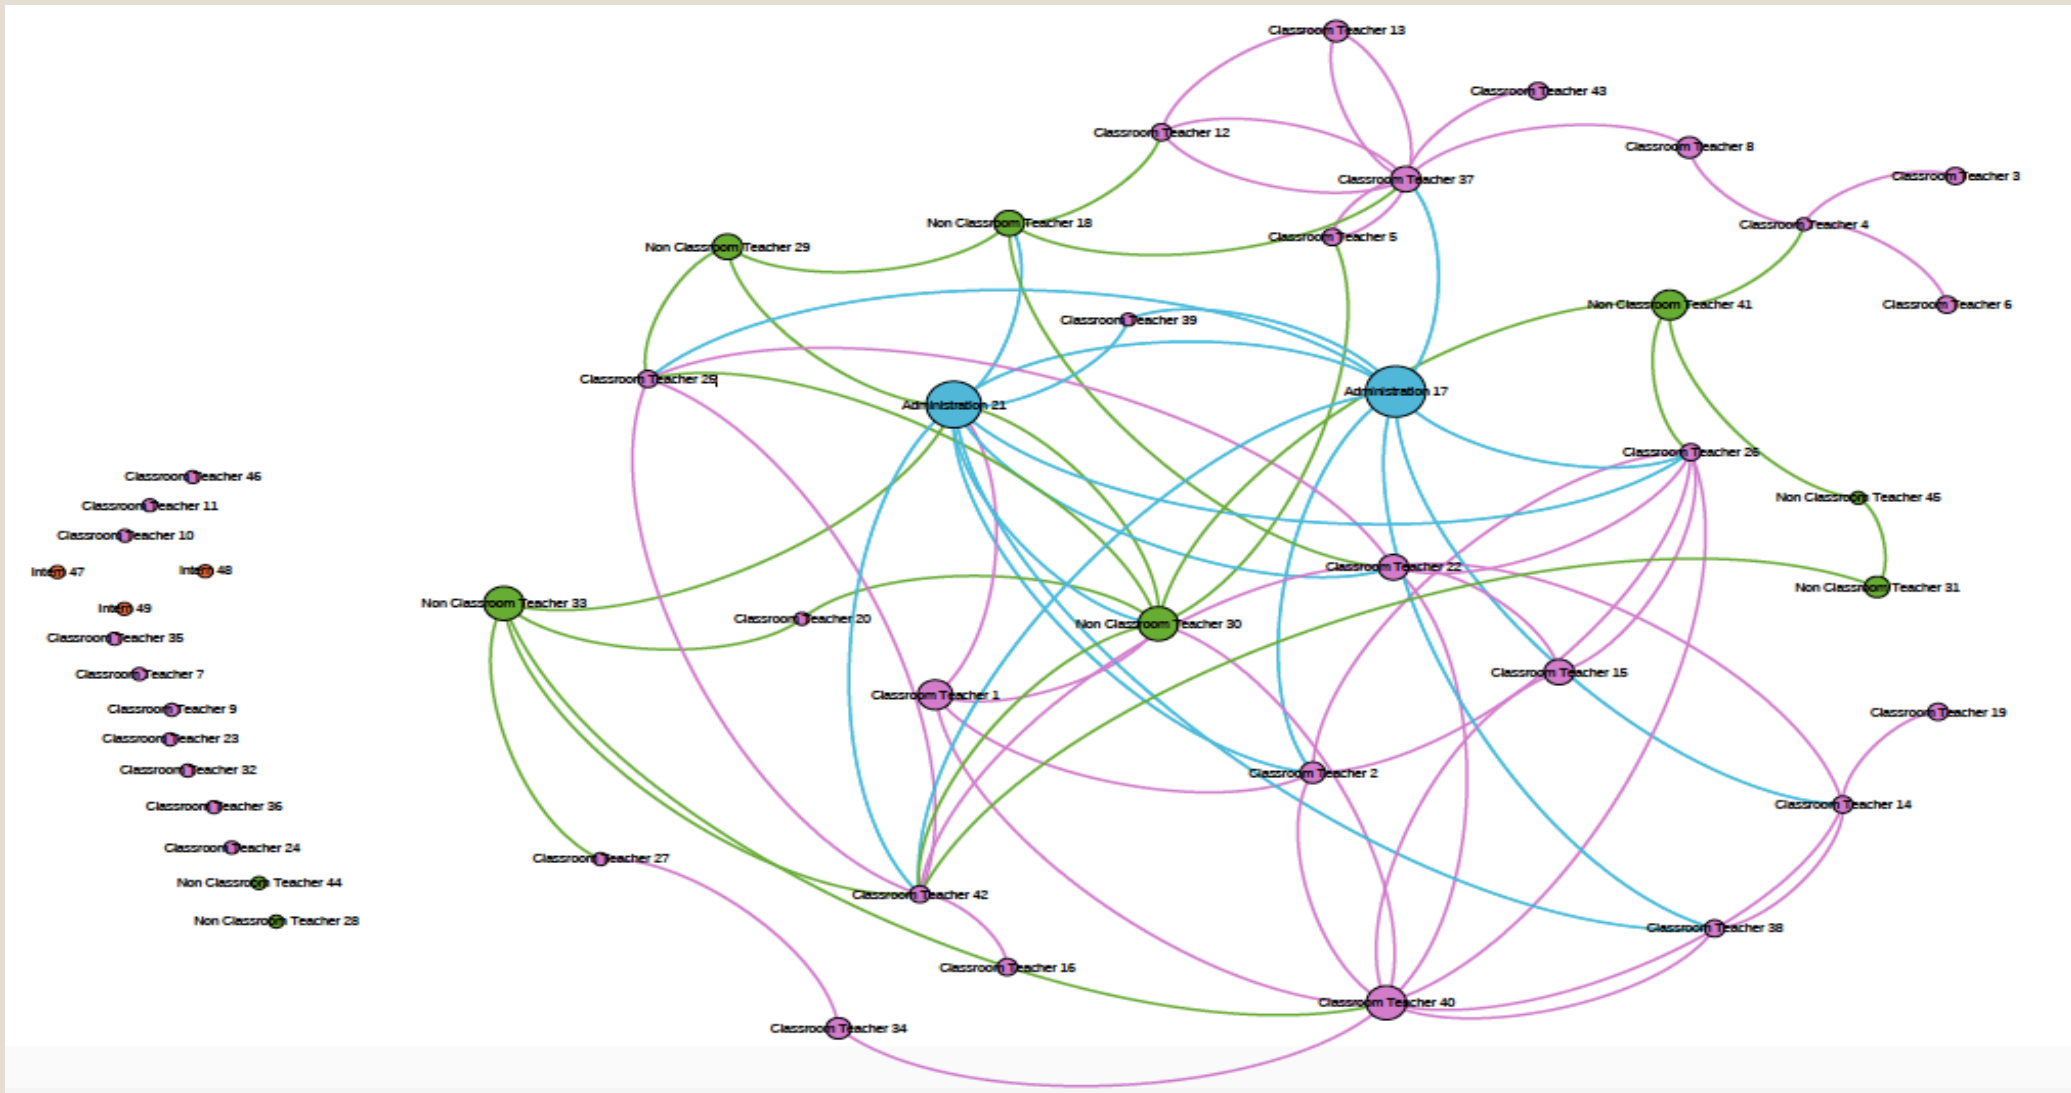 Classroom Teacher 13
Classroom Teacher 43
Classroom Teacher 12
Classroom Teacher 8
Classroom Teacher 3
Classroom Teacher 37
Non Classroom Teacher 18
Classroom Teacher 4
Classroom Teacher 5
Non Classroom Teacher 29
Non Classroom Teacher 41
Classroom Teacher 6
Classroom Teacher 39
Classroom Teacher
Administration 17
Administration 21
Classroom Teacher
Classroom Teacher 46
Non Classroom Teacher 45
Classroom Teacher 11
Classroom Teacher 10
Classroom Teacher 22
Intern 47
Intern 48
Non Classroom Teacher 31
Non Classroom Teacher 33
Intern 49
Classroom Teacher 20
Non Classroom Teacher 30
Classroom Teacher 35
Classroom Teacher 7
Classroom Teacher 15
Classroom Teacher 1
Classroom Teacher 9
Classroom Teacher 19
Classroom Teacher 23
Classroom Teacher 32
Classroom Teacher 2
Classroom Teacher 36
Classroom Teacher 14
Classroom Teacher 24
Classroom Teacher 27
Non Classroom Teacher 44
Classroom Teacher 42
Non Classroom Teacher 28
Classroom Teacher 38
Classroom Teacher 16
Classroom Teacher 40
Classroom Teacher 34